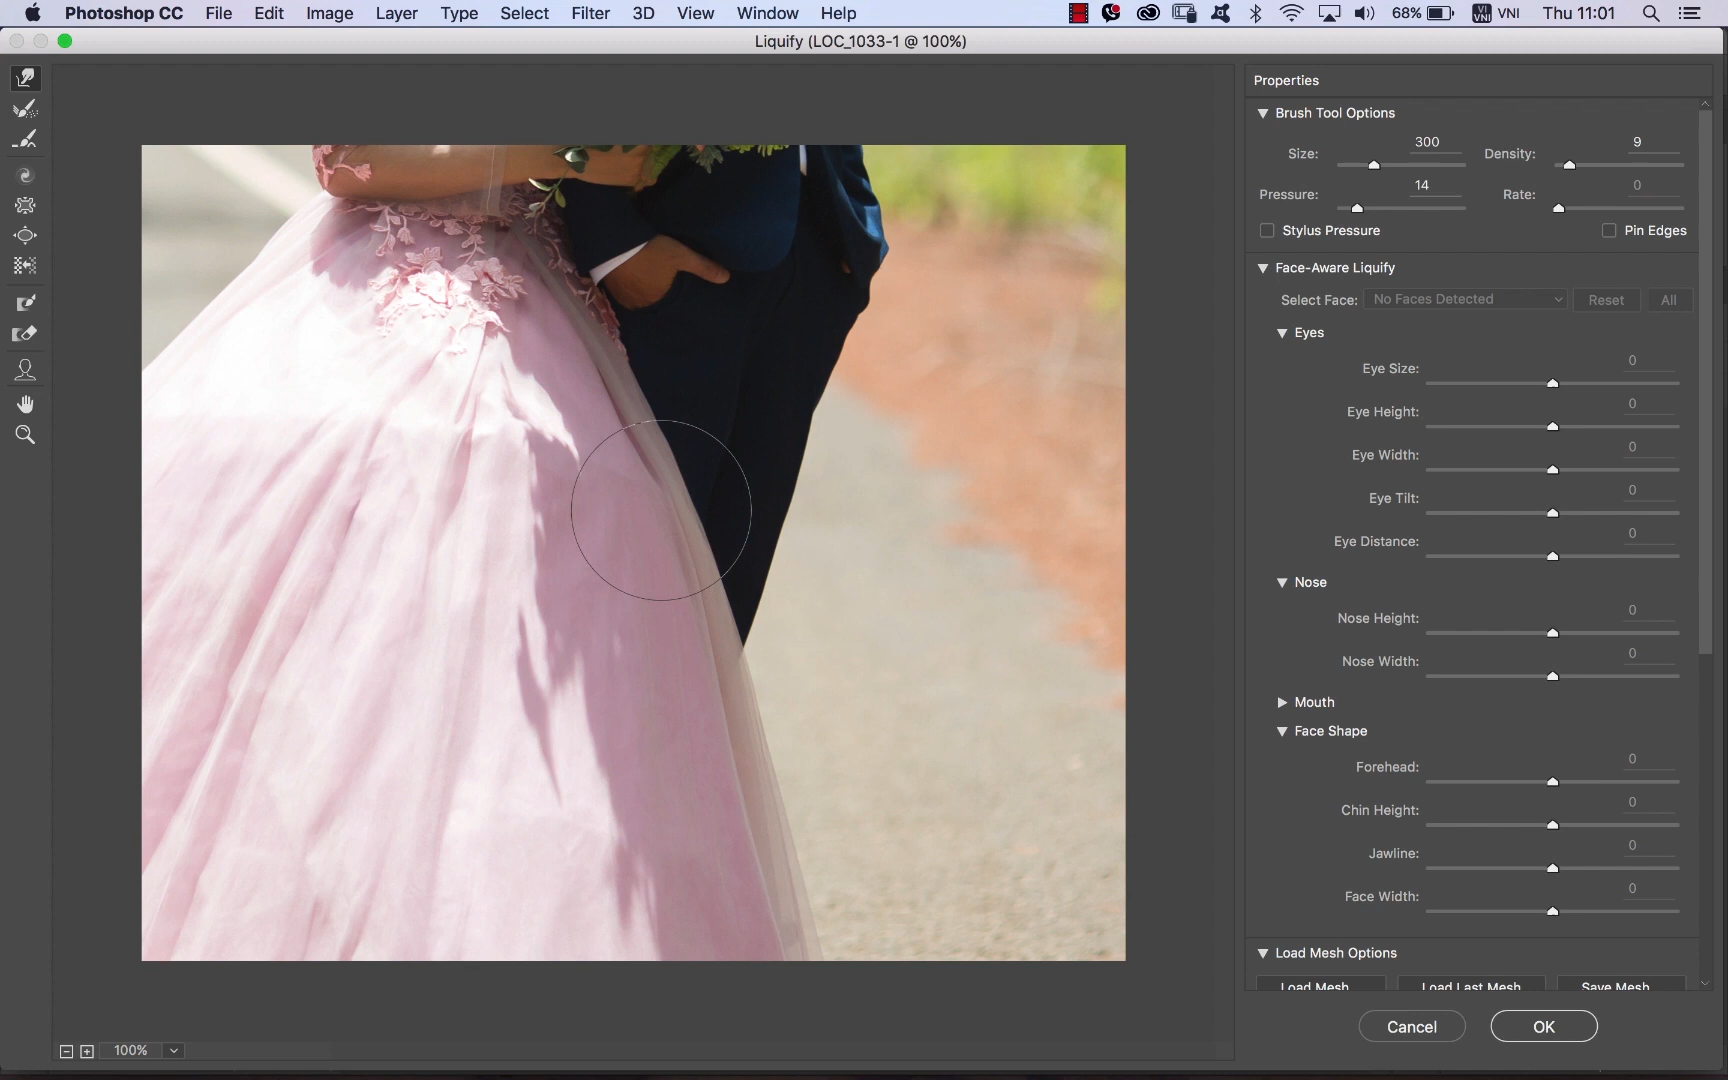 Photoshop CC File Edit Image Layer Type Select Filter 3D View Window Help 68% VI VNI VNI Thu 11:01
Liquify (LOC_1033-1 @ 100%)
Properties
Brush Tool Options
Size: 300 Density: 9
Pressure: 14 Rate: 0
Stylus Pressure Pin Edges
Face-Aware Liquify
Select Face: No Faces Detected Reset All
Eyes
Eye Size: 0
Eye Height: 0
Eye Width: 0
Eye Tilt: 0
Eye Distance: 0
Nose
Nose Height: 0
Nose Width: 0
Mouth
Face Shape
Forehead: 0
Chin Height: 0
Jawline: 0
Face Width: 0
Load Mesh Options
Load Mesh... Load Last Mesh Save Mesh...
Cancel OK
100%